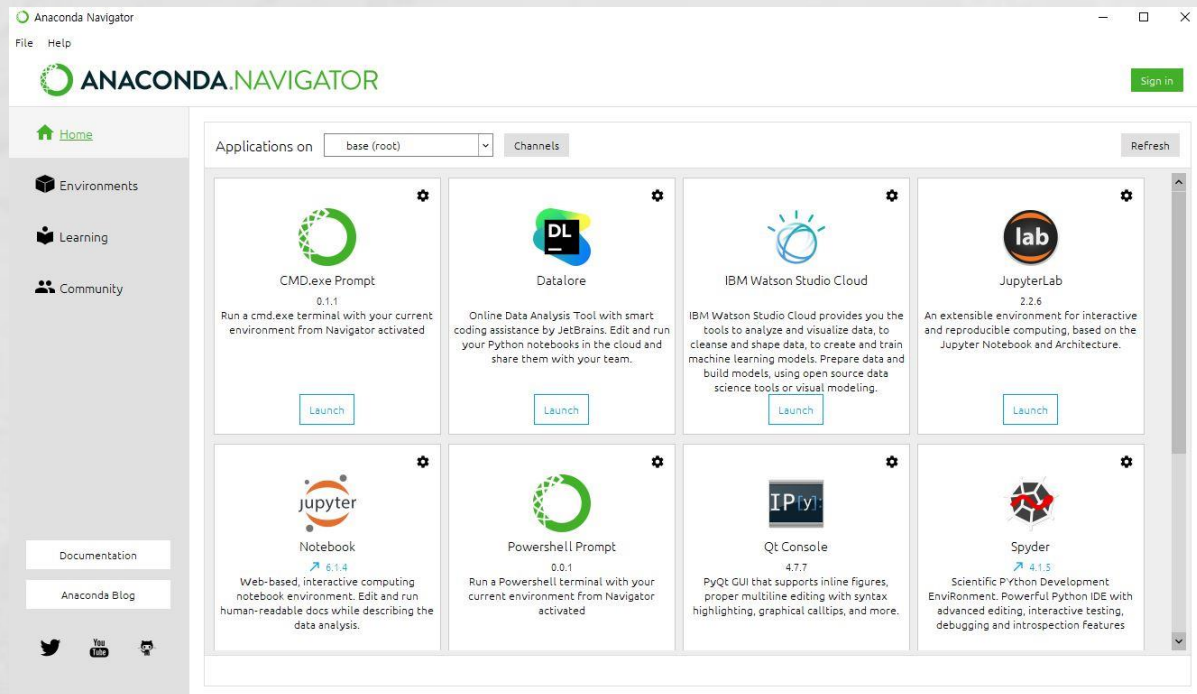 Anaconda Navigator
File Help
ANACONDA.NAVIGATOR
Sign in
Home
Environments
Learning
Community
Documentation
Anaconda Blog
You
Tube
Applications on base (root) Channels Refresh
CMD.exe Prompt
0.1.1
Run a cmd.exe terminal with your current
environment from Navigator activated
Launch
DL
Datalore
Online Data Analysis Tool with smart
coding assistance by JetBrains. Edit and run
your Python notebooks in the cloud and
share them with your team.
Launch
IBM Watson Studio Cloud
IBM Watson Studio Cloud provides you the
tools to analyze and visualize data, to
cleanse and shape data, to create and train
machine learning models. Prepare data and
build models, using open source data
science tools or visual modeling.
Launch
lab
JupyterLab
2.2.6
An extensible environment for interactive
and reproducible computing, based on the
Jupyter Notebook and Architecture.
Launch
jupyter
Notebook
6.1.4
Web-based, interactive computing
notebook environment. Edit and run
human-readable docs while describing the
data analysis.
Powershell Prompt
0.0.1
Run a Powershell terminal with your
current environment from Navigator
activated
IP[y]:
Qt Console
4.7.7
PyQt GUI that supports inline figures,
proper multiline editing with syntax
highlighting, graphical calltips, and more.
Spyder
4.1.5
Scientific PYthon Development
EnviRonment. Powerful Python IDE with
advanced editing, interactive testing,
debugging and introspection features